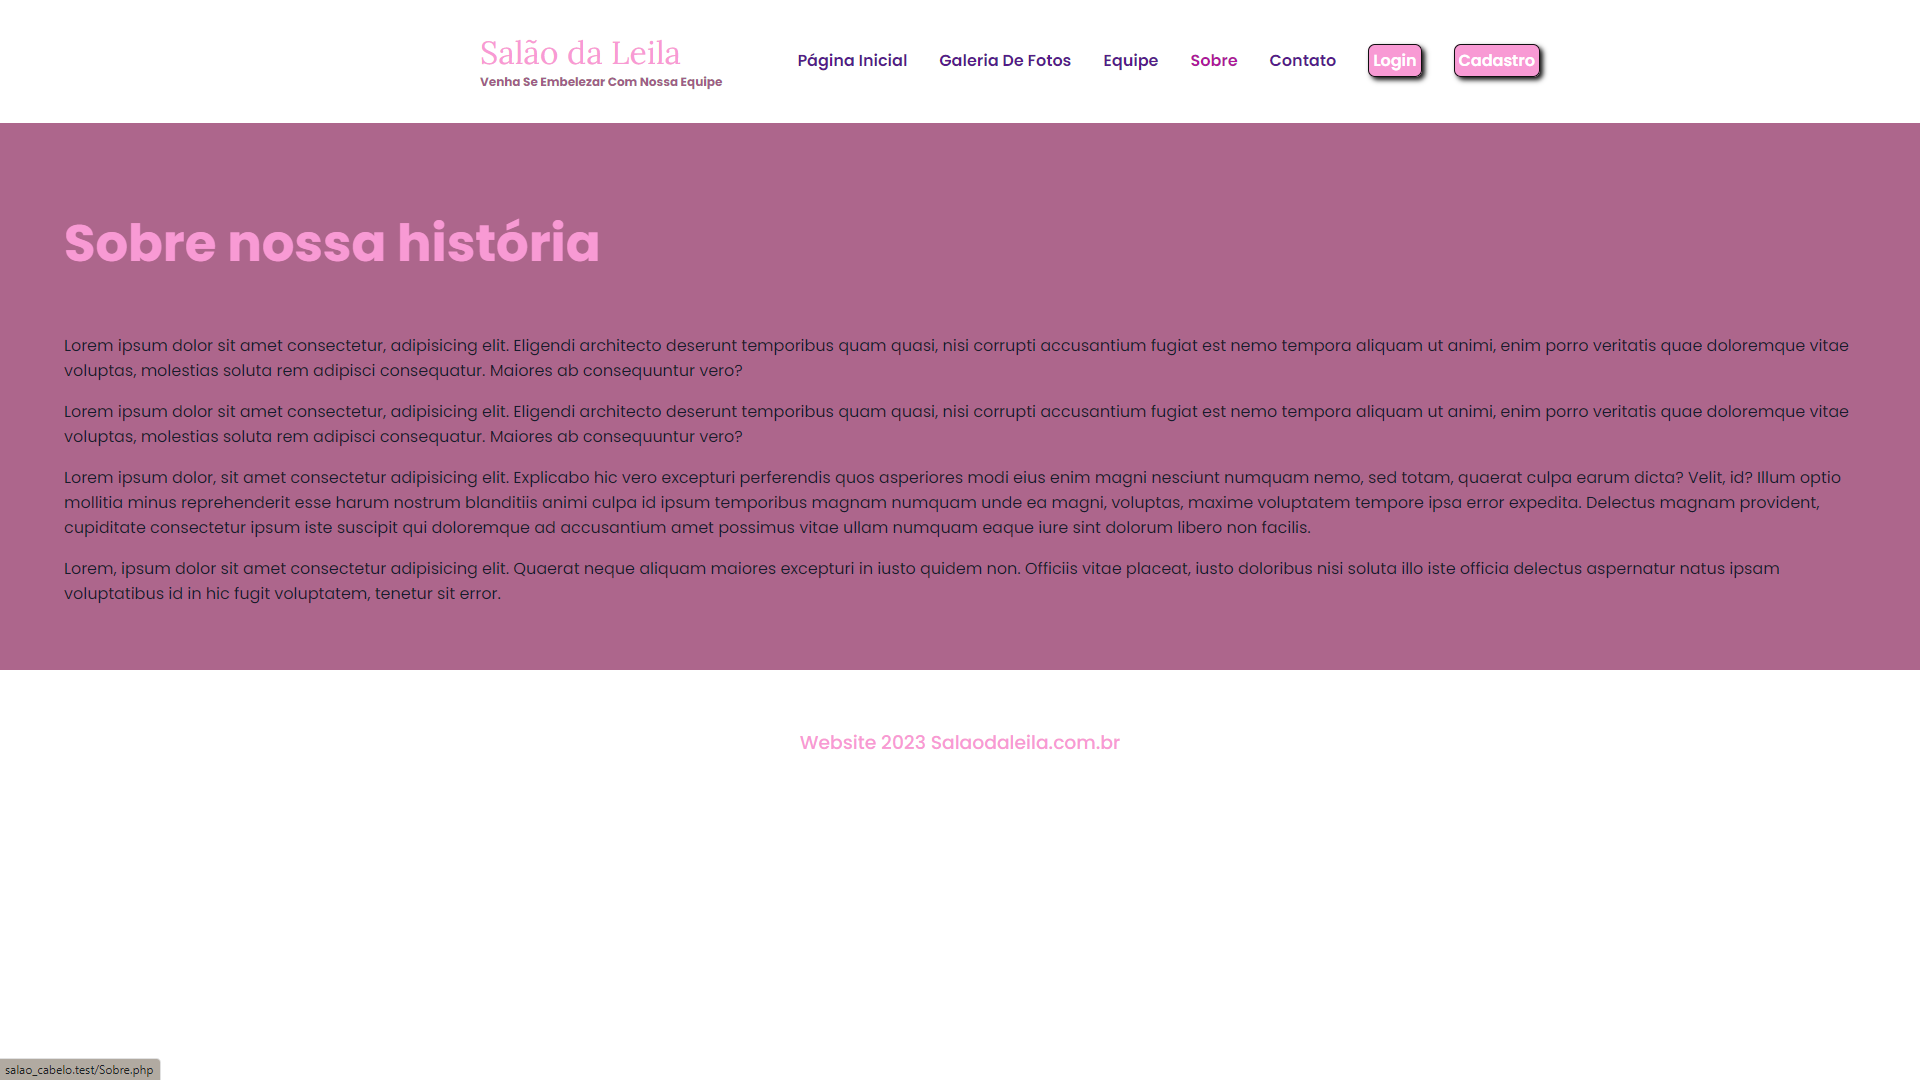 Salão da Leila
Venha Se Embelezar Com Nossa Equipe
Página Inicial
Galeria De Fotos
Equipe
Sobre
Contato
Login
Cadastro
Sobre nossa história
Lorem ipsum dolor sit amet consectetur, adipisicing elit. Eligendi architecto deserunt temporibus quam quasi, nisi corrupti accusantium fugiat est nemo tempora aliquam ut animi, enim porro veritatis quae doloremque vitae
voluptas, molestias soluta rem adipisci consequatur. Maiores ab consequuntur vero?
Lorem ipsum dolor sit amet consectetur, adipisicing elit. Eligendi architecto deserunt temporibus quam quasi, nisi corrupti accusantium fugiat est nemo tempora aliquam ut animi, enim porro veritatis quae doloremque vitae
voluptas, molestias soluta rem adipisci consequatur. Maiores ab consequuntur vero?
Lorem ipsum dolor, sit amet consectetur adipisicing elit. Explicabo hic vero excepturi perferendis quos asperiores modi eius enim magni nesciunt numquam nemo, sed totam, quaerat culpa earum dicta? Velit, id? Illum optio
mollitia minus reprehenderit esse harum nostrum blanditiis animi culpa id ipsum temporibus magnam numquam unde ea magni, voluptas, maxime voluptatem tempore ipsa error expedita. Delectus magnam provident,
cupiditate consectetur ipsum iste suscipit qui doloremque ad accusantium amet possimus vitae ullam numquam eaque iure sint dolorum libero non facilis.
Lorem, ipsum dolor sit amet consectetur adipisicing elit. Quaerat neque aliquam maiores excepturi in iusto quidem non. Officiis vitae placeat, iusto doloribus nisi soluta illo iste officia delectus aspernatur natus ipsam
voluptatibus id in hic fugit voluptatem, tenetur sit error.
Website 2023 Salaodaleila.com.br
salao_cabelo.test/Sobre.php